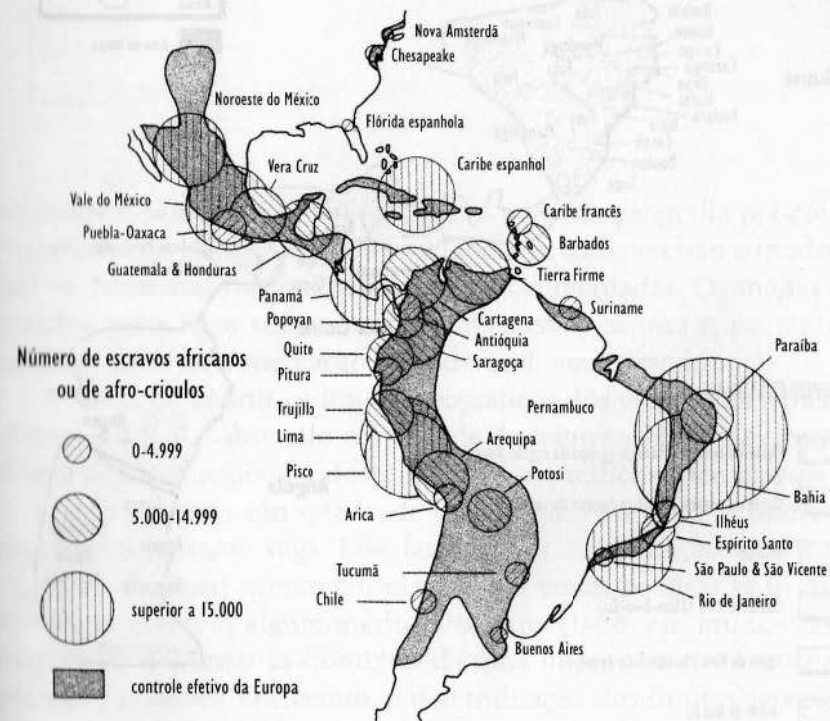 Nova Amsterdã
Chesapeake
Noroeste do México
Flórida espanhola
Vera Cruz
Caribe espanhol
Vale do México
Puebla-Oaxaca
Guatemala & Honduras
Caribe francês
Barbados
Tierra Firme
Suriname
Panamá
Popoyan
Quito
Pitura
Cartagena
Antióquia
Saragoça
Trujillo
Lima
Pisco
Arica
Arequipa
Potosí
Tucumã
Chile
Buenos Aires
Paraíba
Pernambuco
Bahia
Ilhéus
Espírito Santo
São Paulo & São Vicente
Rio de Janeiro
Número de escravos africanos
ou de afro-crioulos
0-4.999
5.000-14.999
superior a 15.000
controle efetivo da Europa